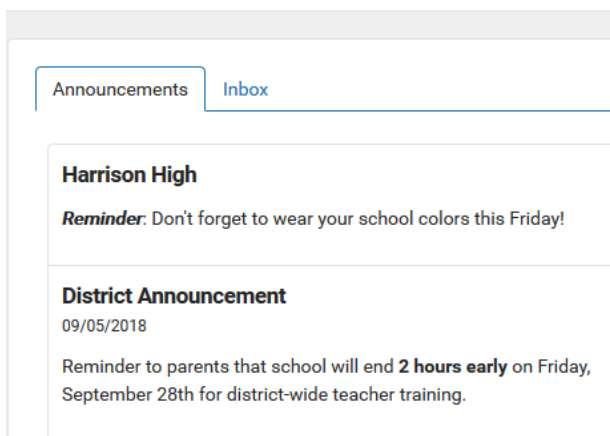 Announcements
Inbox
Harrison High
Reminder: Don't forget to wear your school colors this Friday!
District Announcement
09/05/2018
Reminder to parents that school will end 2 hours early on Friday,
September 28th for district-wide teacher training.